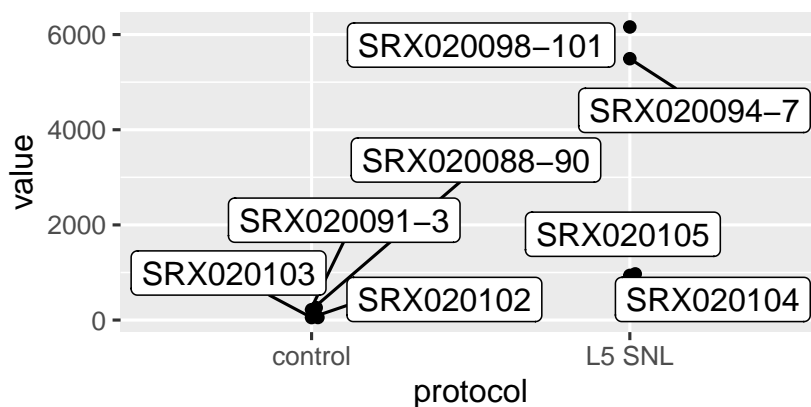 6000
4000
2000
0
value
SRX020098−101
SRX020094−7
SRX020088−90
SRX020091−3
SRX020105
SRX020103
SRX020102
SRX020104
control
L5 SNL
protocol